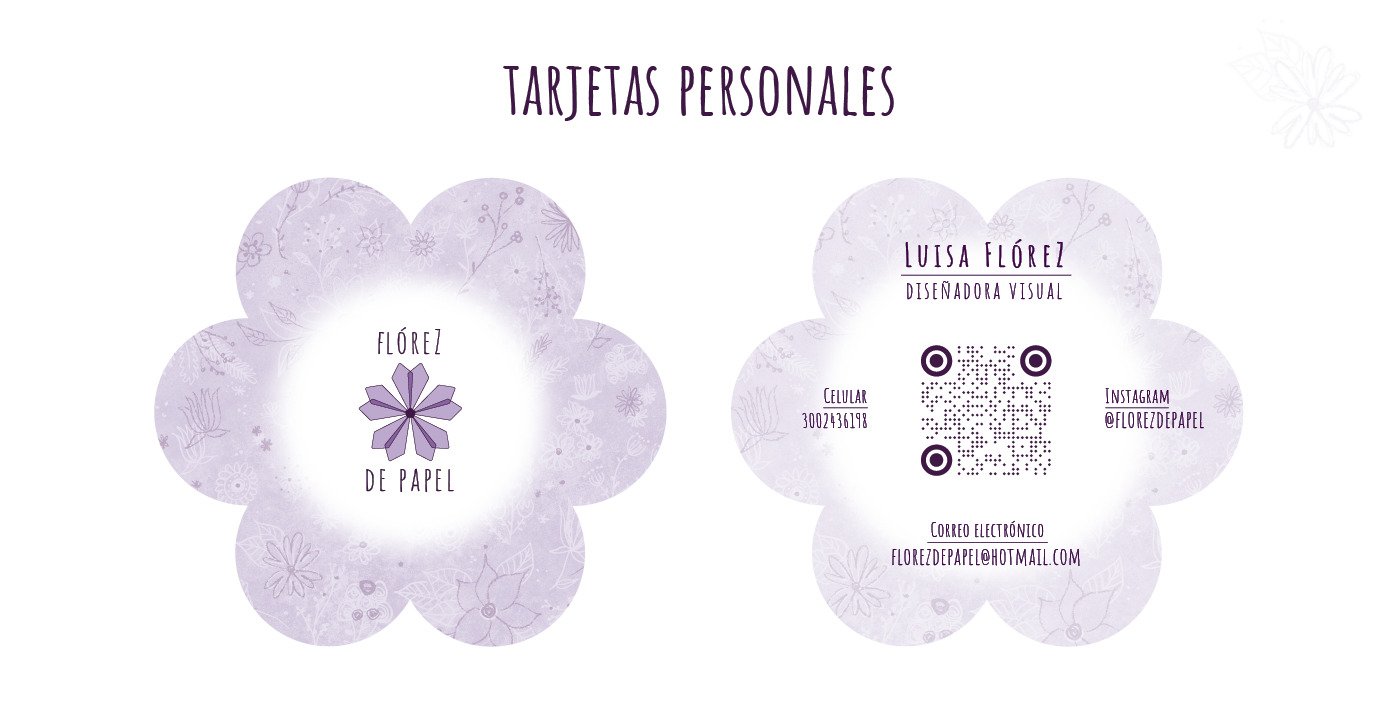 TARJETAS PERSONALES
FLÓREZ
DE PAPEL
LUISA FLÓREZ
DISEÑADORA VISUAL
CELULAR
3002436198
INSTAGRAM
@FLOREZDEPAPEL
CORREO ELECTRÓNICO
FLOREZDEPAPEL@HOTMAIL.COM